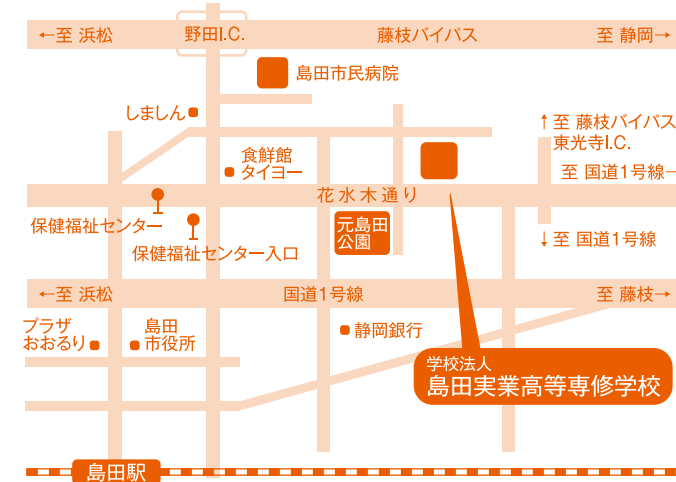 ←至 浜松
野田I.C.
藤枝バイパス
至 静岡→
島田市民病院
しましん
↑至 藤枝バイパス
東光寺I.C.
食鮮館
タイヨー
至 国道1号線→
花水木通り
保健福祉センター
保健福祉センター入口
元島田
公園
↓至 国道1号線
←至 浜松
国道1号線
至 藤枝→
プラザ
おおるり
島田
市役所
静岡銀行
学校法人
島田実業高等専修学校
島田駅